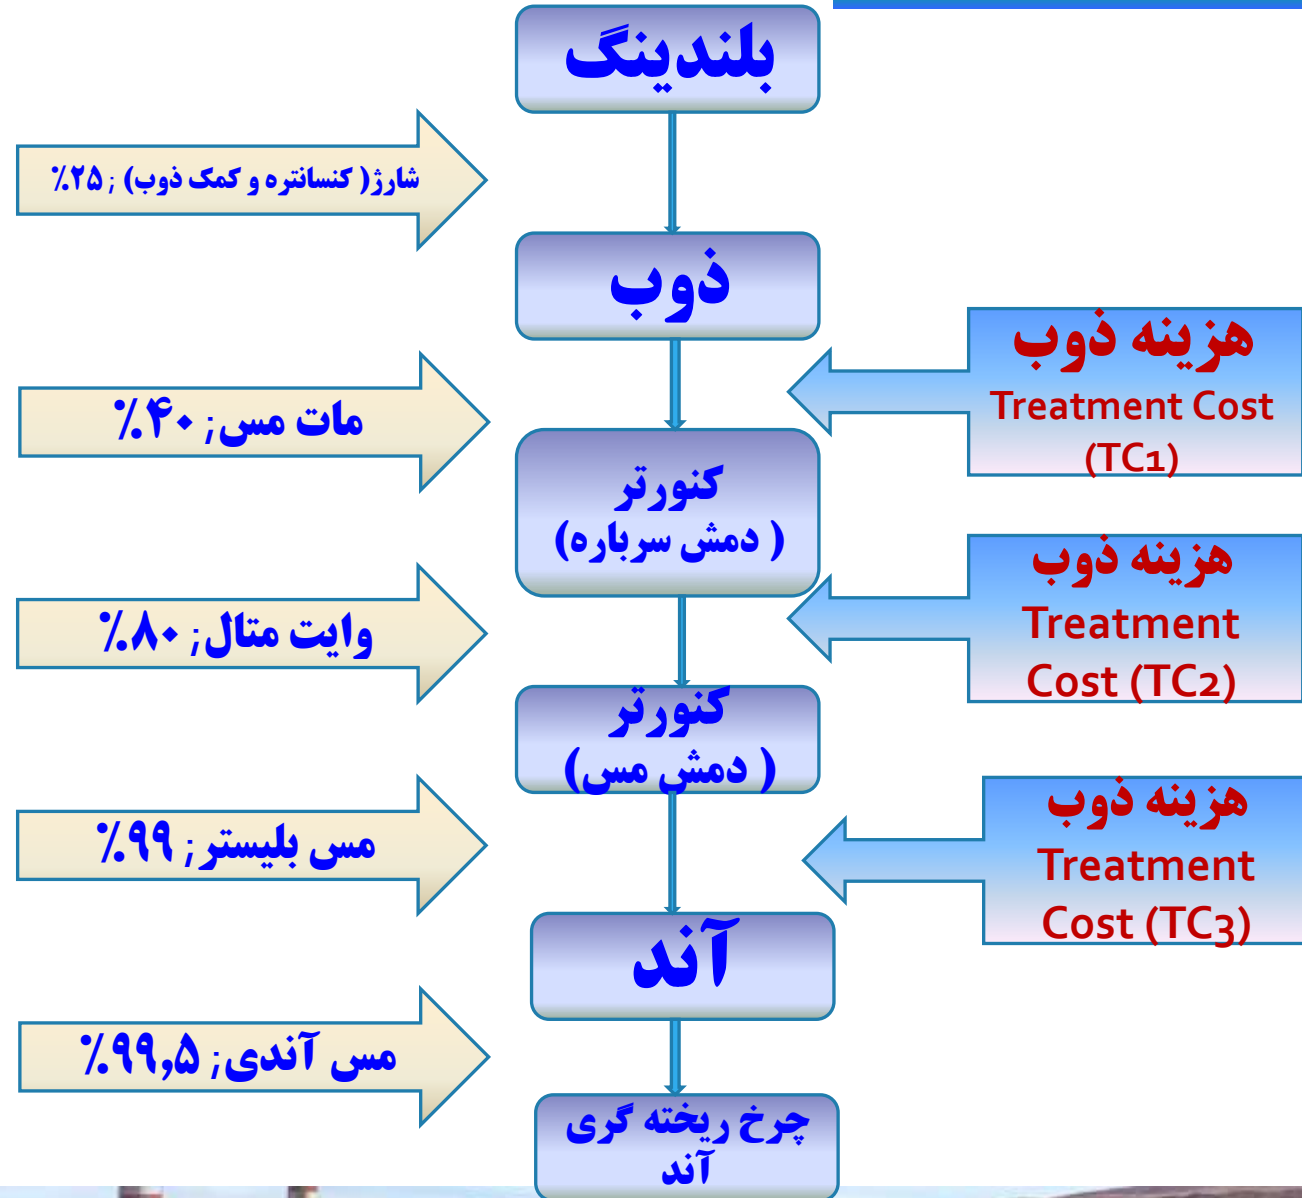 بلندینگ
شارژ( کنسانتره و کمک ذوب) ; ۲۵٪
ذوب
هزینه ذوب
Treatment Cost
(TC1)
مات مس; ۴۰٪
کنورتر
( دمش سرباره)
هزینه ذوب
Treatment
Cost (TC2)
وایت متال; ۸۰٪
کنورتر
( دمش مس)
هزینه ذوب
Treatment
Cost (TC3)
مس بلیستر; ۹۹٪
آند
مس آندی; ۹۹,۵٪
چرخ ریخته گری
آند